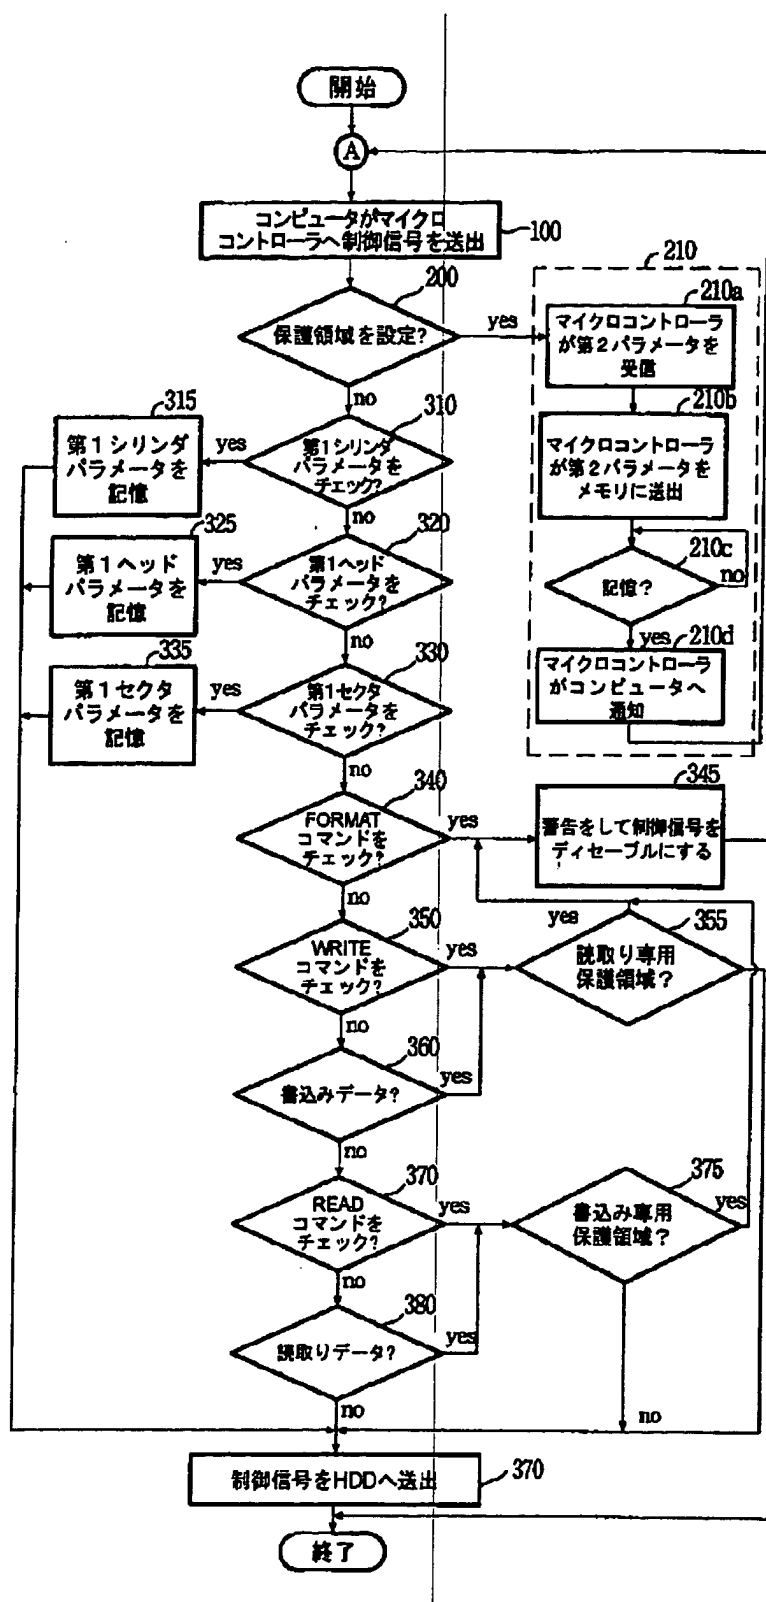 開始
A
コンピュータがマイクロ
コントローラへ制御信号を送出
100
200
保護領域を設定?
yes
no
210
210a
マイクロコントローラ
が第2パラメータを
受信
210b
マイクロコントローラ
が第2パラメータを
メモリに送出
210c
記憶?
no
yes
210d
マイクロコントローラ
がコンピュータへ
通知
310
第1シリンダ
パラメータを
チェック?
yes
no
315
第1シリンダ
パラメータを
記憶
320
第1ヘッド
パラメータを
チェック?
yes
no
325
第1ヘッド
パラメータを
記憶
330
第1セクタ
パラメータを
チェック?
yes
no
335
第1セクタ
パラメータを
記憶
340
FORMAT
コマンドを
チェック?
yes
no
345
警告をして制御信号を
ディセーブルにする
350
WRITE
コマンドを
チェック?
yes
no
355
読取り専用
保護領域?
yes
360
書込みデータ?
yes
no
370
READ
コマンドを
チェック?
yes
no
375
書込み専用
保護領域?
yes
no
380
読取りデータ?
yes
no
制御信号をHDDへ送出
370
終了